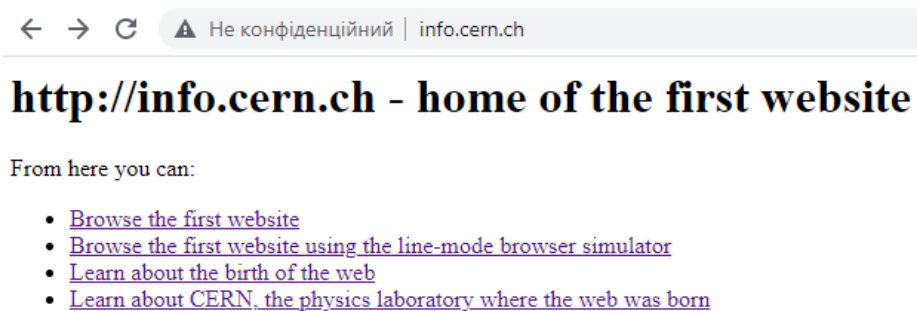 Не конфіденційний | info.cern.ch
http://info.cern.ch - home of the first website
From here you can:
• Browse the first website
• Browse the first website using the line-mode browser simulator
• Learn about the birth of the web
• Learn about CERN, the physics laboratory where the web was born